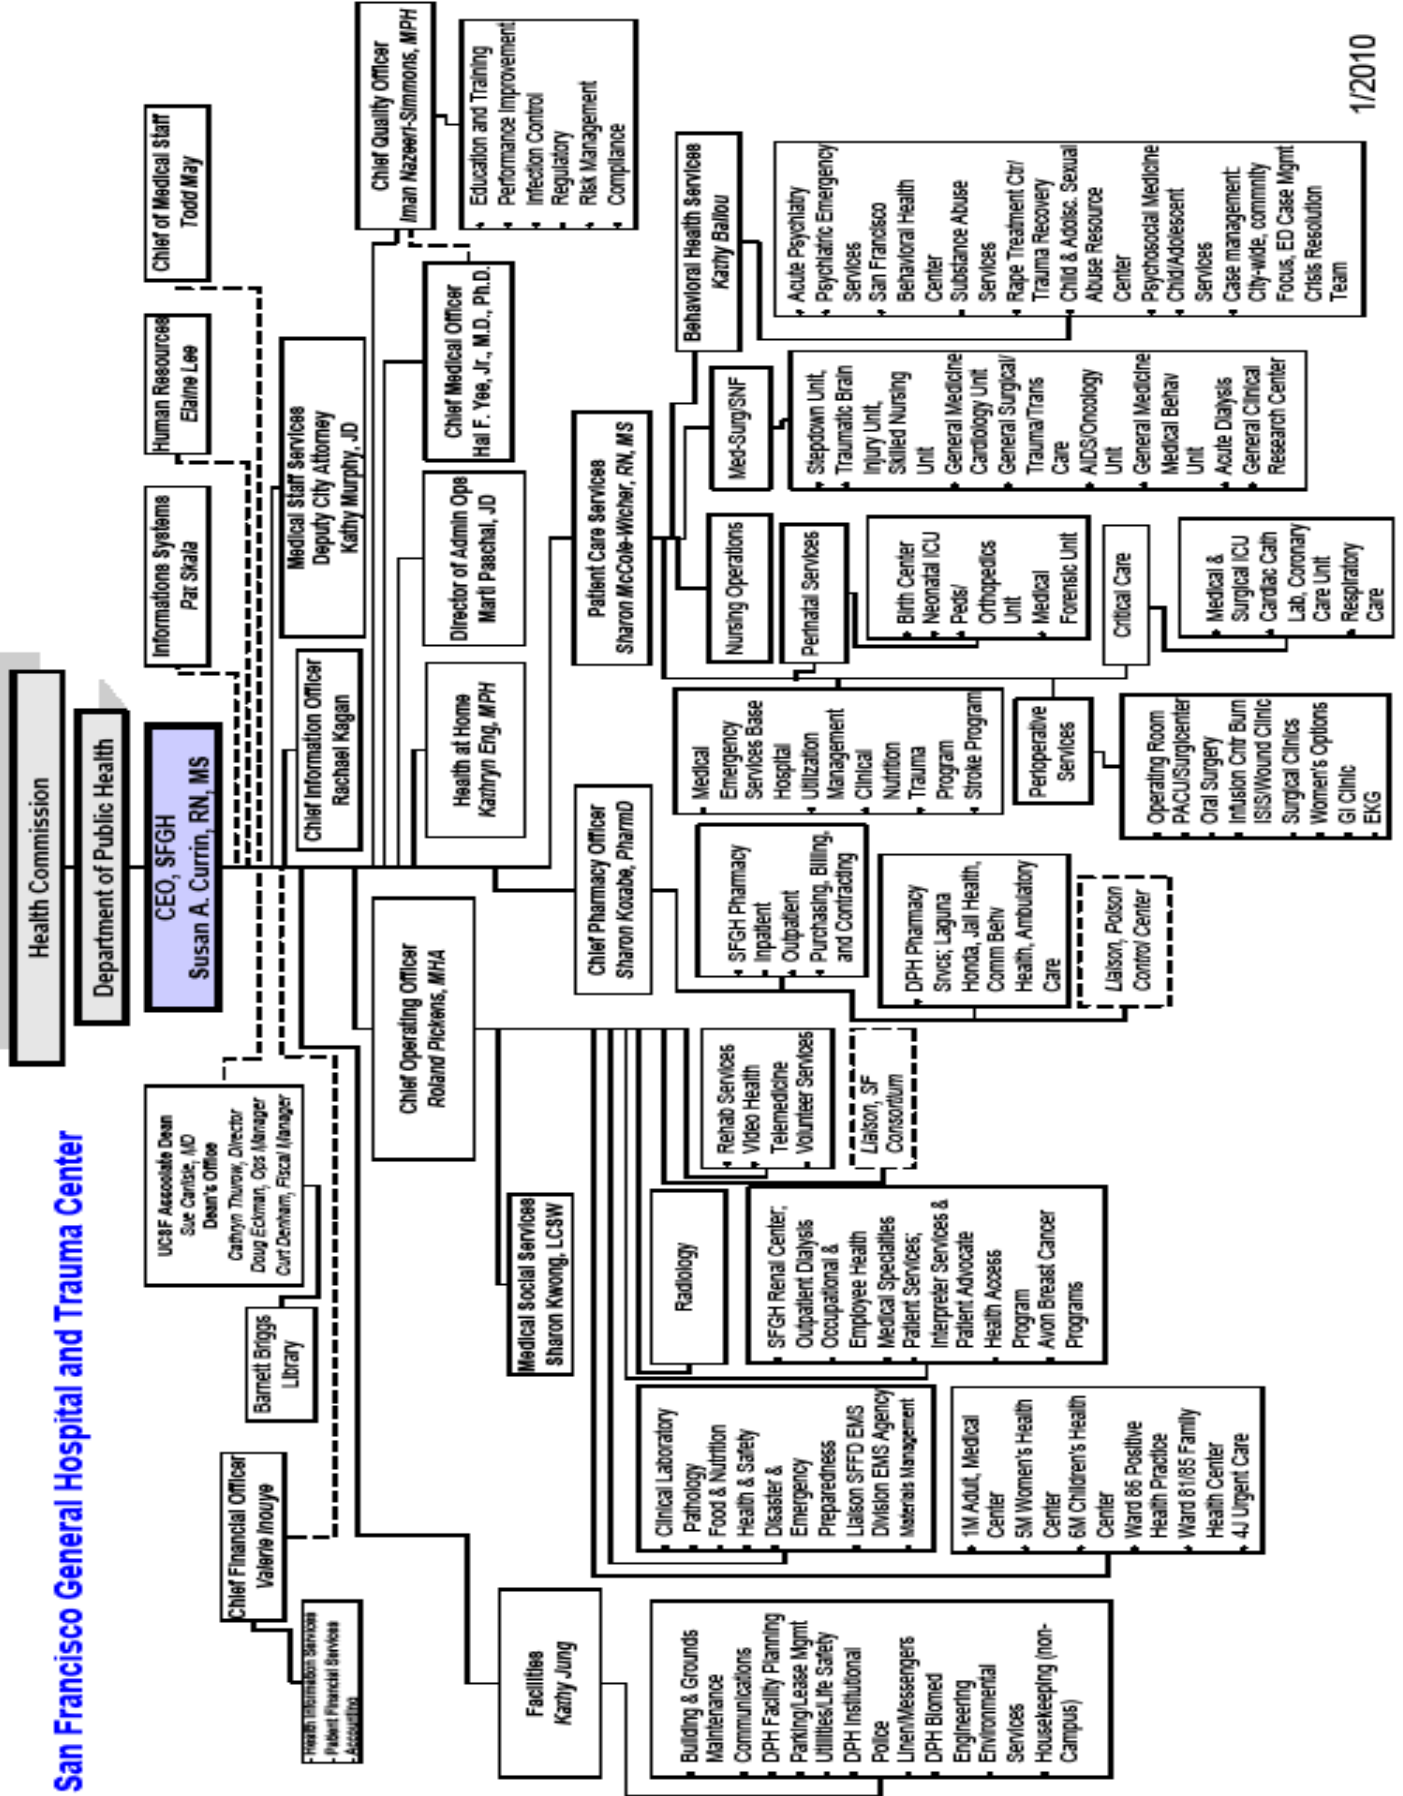 San Francisco General Hospital and Trauma Center
Health Commission
Department of Public Health
CEO, SFGH
Susan A. Currin, RN, MS
UCSF Associate Dean
Sue Carlisle, MD
Dean's Office
Cathryn Thurow, Director
Doug Eckman, Ops Manager
Curt Denham, Fiscal Manager
Informations Systems
Pat Skala
Human Resources
Elaine Lee
Chief of Medical Staff
Todd May
Barnett Briggs
Library
Chief Financial Officer
Valerie Inouye
Health Information Services
Patient Financial Services
Accounting
Chief Information Officer
Rachael Kagan
Medical Staff Services
Deputy City Attorney
Kathy Murphy, JD
Chief Quality Officer
Iman Nazeeri-Simmons, MPH
Education and Training
Performance Improvement
Infection Control
Regulatory
Risk Management
Compliance
Chief Operating Officer
Roland Pickens, MHA
Health at Home
Kathryn Eng, MPH
Director of Admin Ops
Marti Paschal, JD
Chief Medical Officer
Hal F. Yee, Jr., M.D., Ph.D.
Facilities
Kathy Jung
Building & Grounds
Maintenance
Communications
DPH Facility Planning
Parking/Lease Mgmt
Utilities/Life Safety
DPH Institutional
Police
Linen/Messengers
DPH Biomed
Engineering
Environmental
Services
Housekeeping (non-
Campus)
Medical Social Services
Sharon Kwong, LCSW
Clinical Laboratory
Pathology
Food & Nutrition
Health & Safety
Disaster &
Emergency
Preparedness
Liaison SFFD EMS
Division EMS Agency
Materials Management
1M Adult, Medical
Center
5M Women's Health
Center
6M Children's Health
Center
Ward 86 Positive
Health Practice
Ward 81/85 Family
Health Center
4J Urgent Care
Radiology
SFGH Renal Center;
Outpatient Dialysis
Occupational &
Employee Health
Medical Specialties
Patient Services;
Interpreter Services &
Patient Advocate
Health Access
Program
Avon Breast Cancer
Programs
Rehab Services
Video Health
Telemedicine
Volunteer Services
Liaison, SF
Consortium
Chief Pharmacy Officer
Sharon Kotabe, PharmD
SFGH Pharmacy
Inpatient
Outpatient
Purchasing, Billing,
and Contracting
DPH Pharmacy
Srvcs; Laguna
Honda, Jail Health,
Comm Behv
Health, Ambulatory
Care
Liaison, Poison
Control Center
Patient Care Services
Sharon McCole-Wicher, RN, MS
Medical
Emergency
Services Base
Hospital
Utilization
Management
Clinical
Nutrition
Trauma
Program
Stroke Program
Perioperative
Services
Operating Room
PACU/Surgicenter
Oral Surgery
Infusion Cntr Burn
ISIS/Wound Clinic
Surgical Clinics
Women's Options
GI Clinic
EKG
Nursing Operations
Perinatal Services
Birth Center
Neonatal ICU
Peds/
Orthopedics
Unit
Medical
Forensic Unit
Critical Care
Medical &
Surgical ICU
Cardiac Cath
Lab, Coronary
Care Unit
Respiratory
Care
Med-Surg/SNF
Stepdown Unit,
Traumatic Brain
Injury Unit,
Skilled Nursing
Unit
General Medicine
Cardiology Unit
General Surgical/
Trauma/Trans
Care
AIDS/Oncology
Unit
General Medicine
Medical Behav
Unit
Acute Dialysis
General Clinical
Research Center
Behavioral Health Services
Kathy Ballou
Acute Psychiatry
Psychiatric Emergency
Services
San Francisco
Behavioral Health
Center
Substance Abuse
Services
Rape Treatment Ctr/
Trauma Recovery
Child & Adolsc. Sexual
Abuse Resource
Center
Psychosocial Medicine
Child/Adolescent
Services
Case management:
City-wide, commnity
Focus, ED Case Mgmt
Crisis Resolution
Team
1/2010